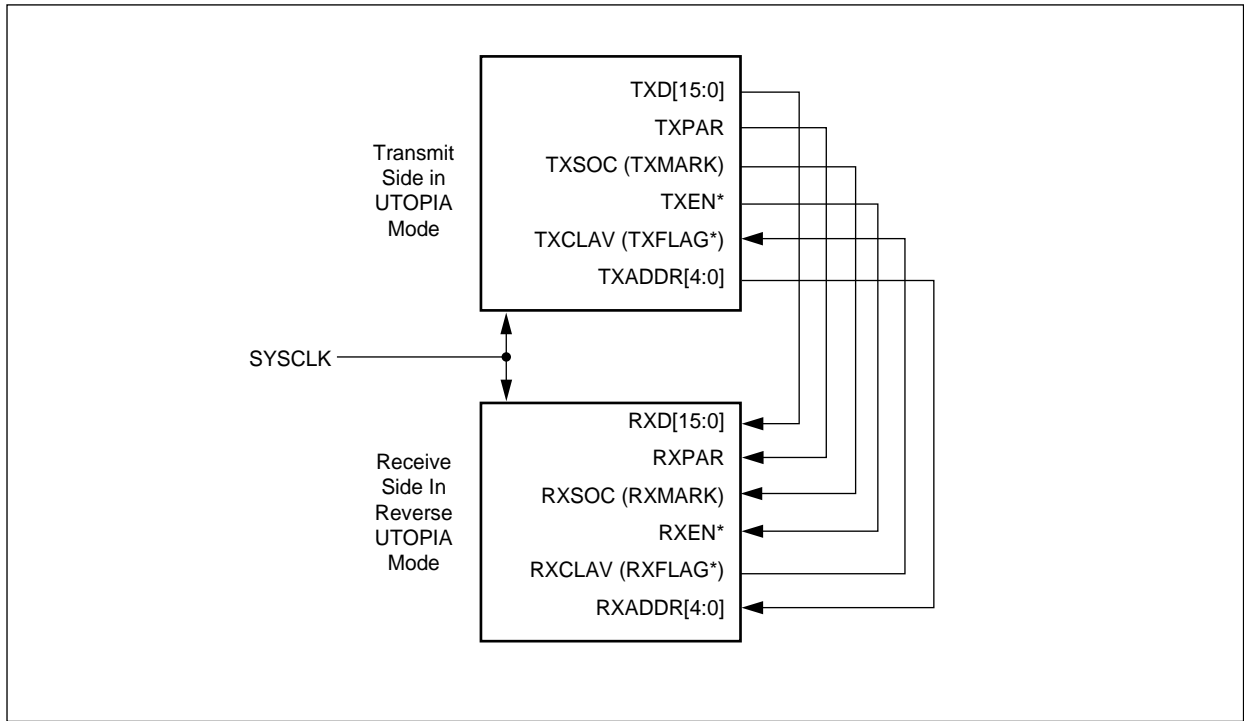 Transmit
Side in
UTOPIA
Mode
TXD[15:0]
TXPAR
TXSOC (TXMARK)
TXEN*
TXCLAV (TXFLAG*)
TXADDR[4:0]
SYSCLK
Receive
Side In
Reverse
UTOPIA
Mode
RXD[15:0]
RXPAR
RXSOC (RXMARK)
RXEN*
RXCLAV (RXFLAG*)
RXADDR[4:0]